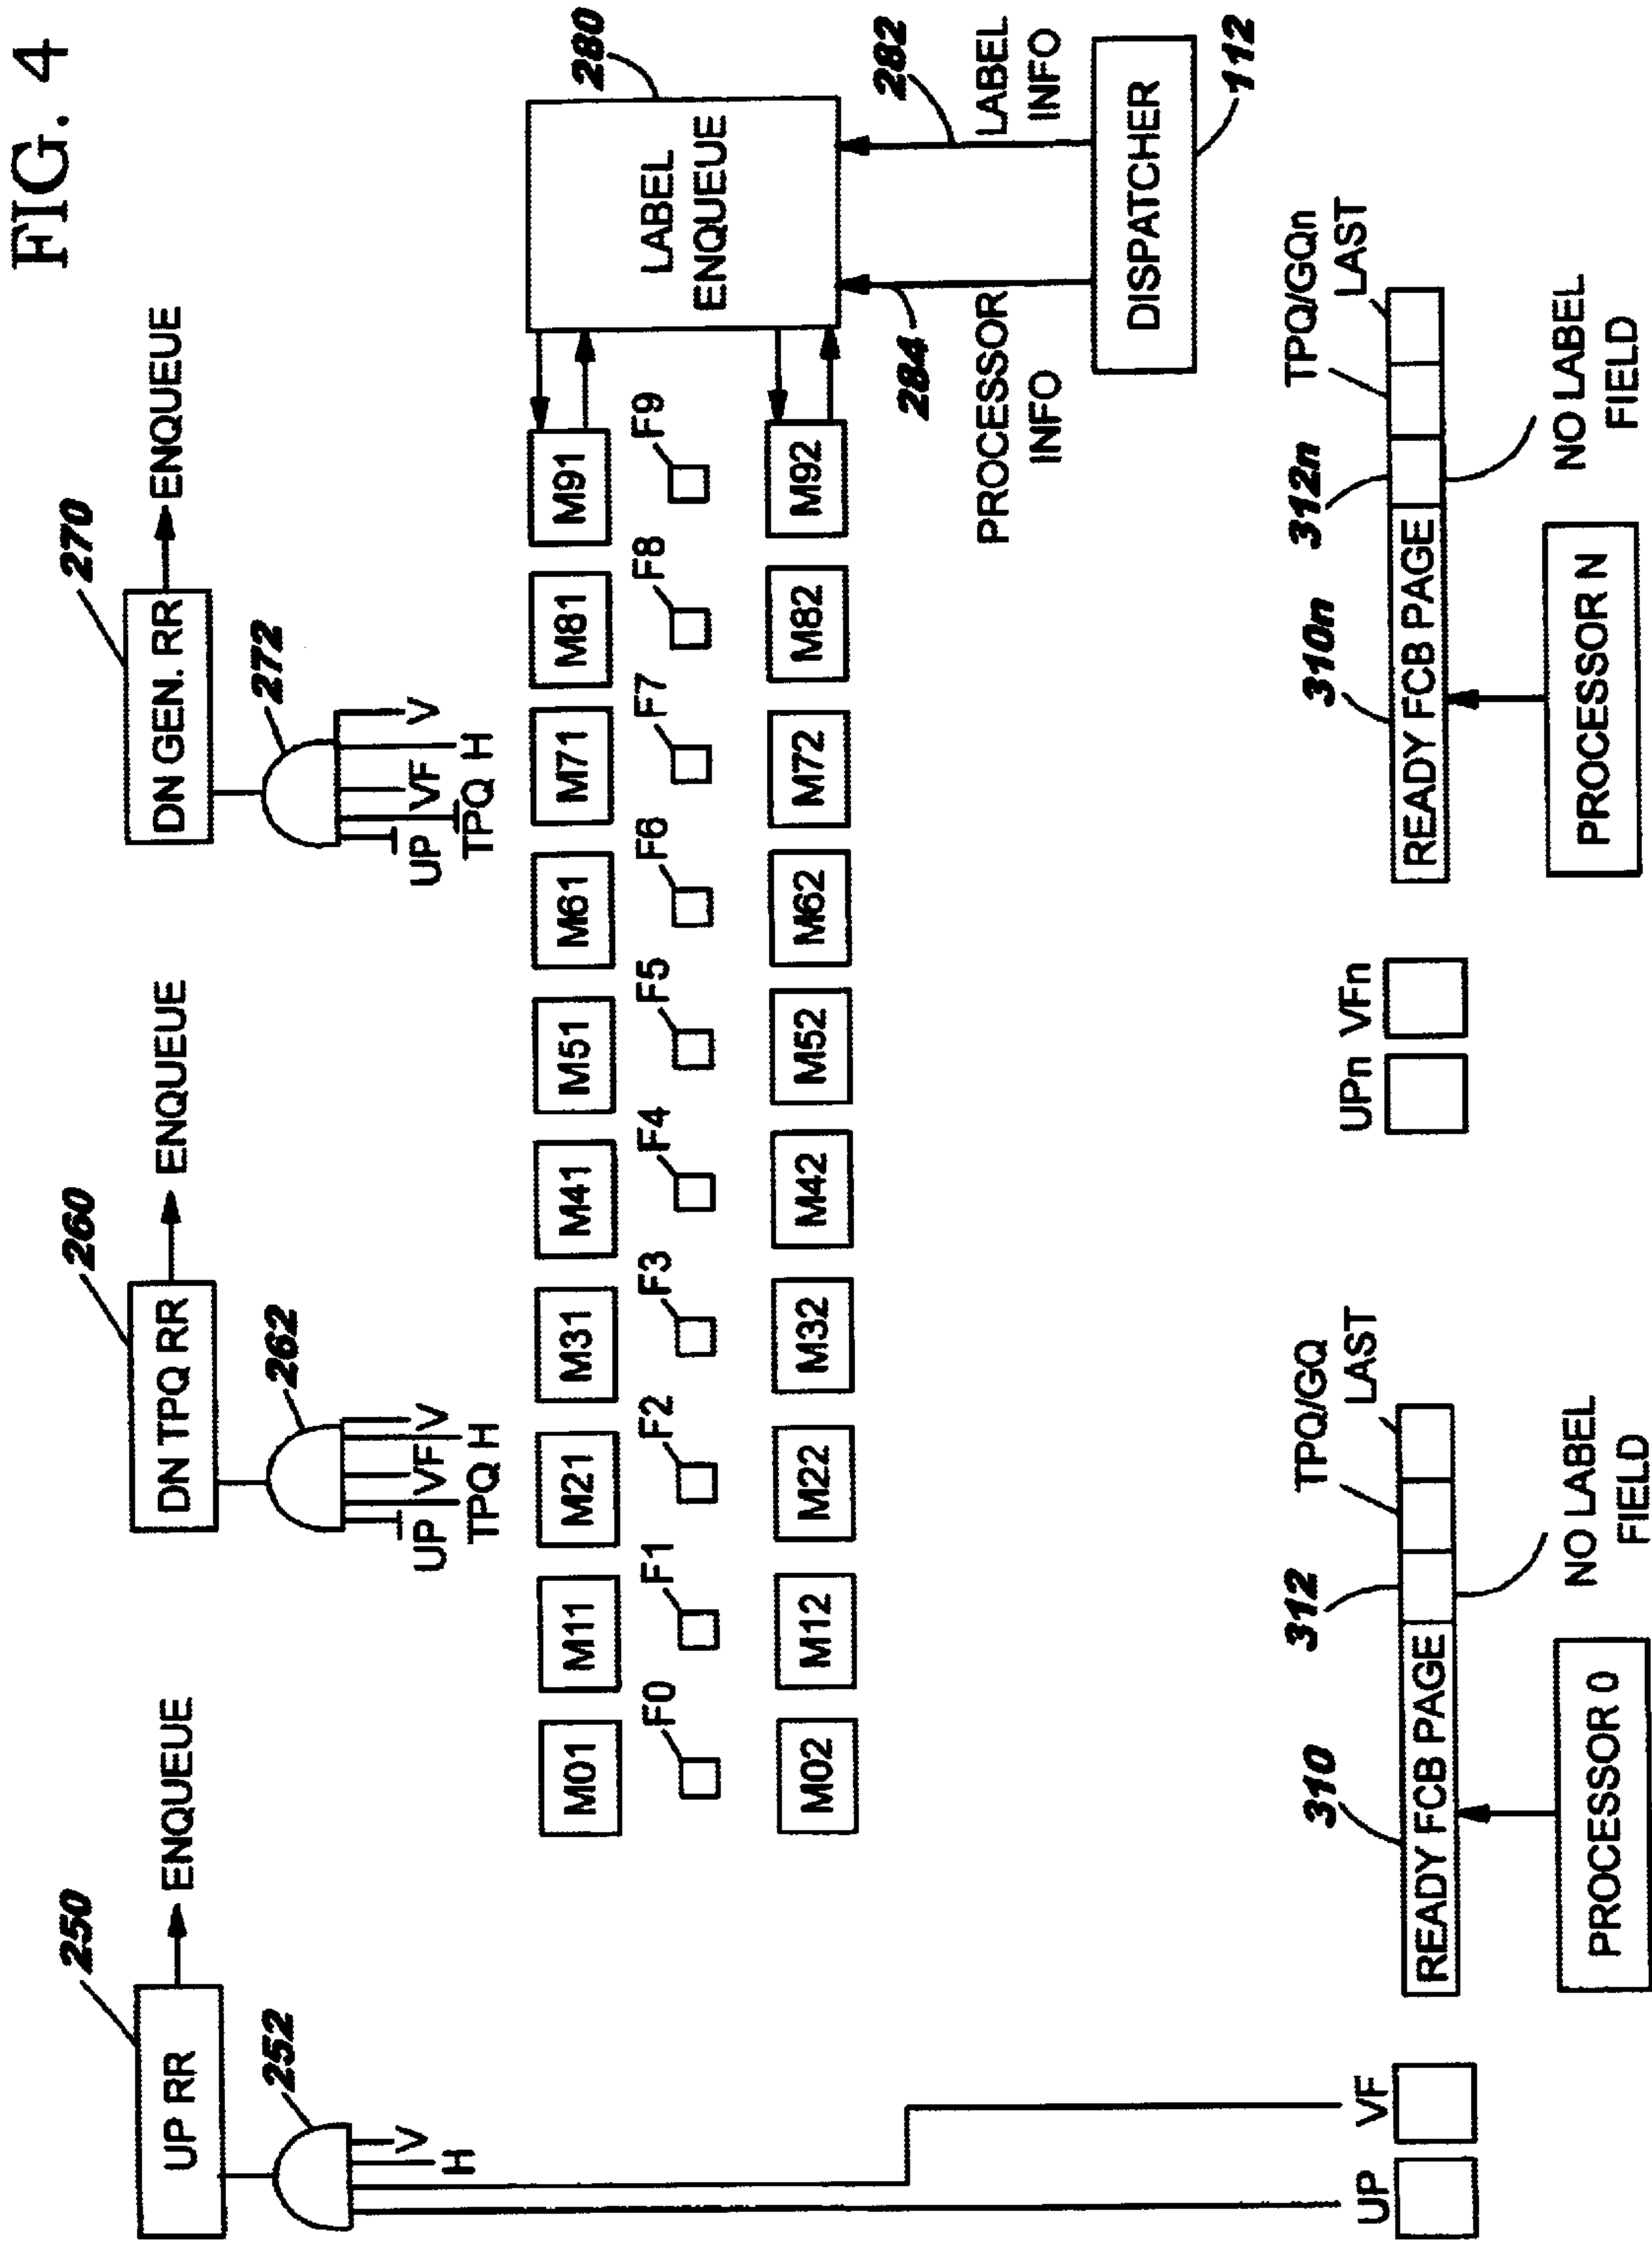 FIG. 4
250
260
270
UP RR
ENQUEUE
DN TPQ RR
ENQUEUE
DN GEN. RR
ENQUEUE
252
262
272
V
H
UP
VF
V
TPQ
H
UP
VF
V
TPQ
H
M01
M11
M21
M31
M41
M51
M61
M71
M81
M91
F0
F1
F2
F3
F4
F5
F6
F7
F8
F9
M02
M12
M22
M32
M42
M52
M62
M72
M82
M92
LABEL
ENQUEUE
280
284
PROCESSOR
INFO
282
LABEL
INFO
DISPATCHER
112
UP
VF
310
312
TPQ/GQ
LAST
READY FCB PAGE
NO LABEL
FIELD
PROCESSOR 0
UPn
VFn
310n
312n
TPQ/GQn
LAST
READY FCB PAGE
NO LABEL
FIELD
PROCESSOR N